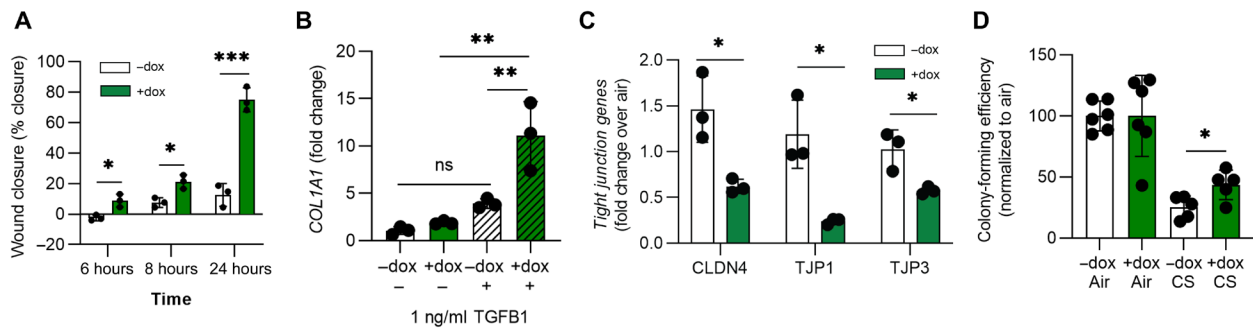 A
Wound closure (% closure)
100
80
60
40
20
0
–20
–dox
+dox
*
*
***
6 hours
8 hours
24 hours
Time
B
COL1A1 (fold change)
20
15
10
5
0
ns
**
**
–dox
+dox
–dox
+dox
–
–
+
+
1 ng/ml TGFB1
C
Tight junction genes
(fold change over air)
2.0
1.5
1.0
0.5
0.0
–dox
+dox
*
*
*
CLDN4
TJP1
TJP3
D
Colony-forming efficiency
(normalized to air)
150
100
50
0
*
–dox
Air
+dox
Air
–dox
CS
+dox
CS